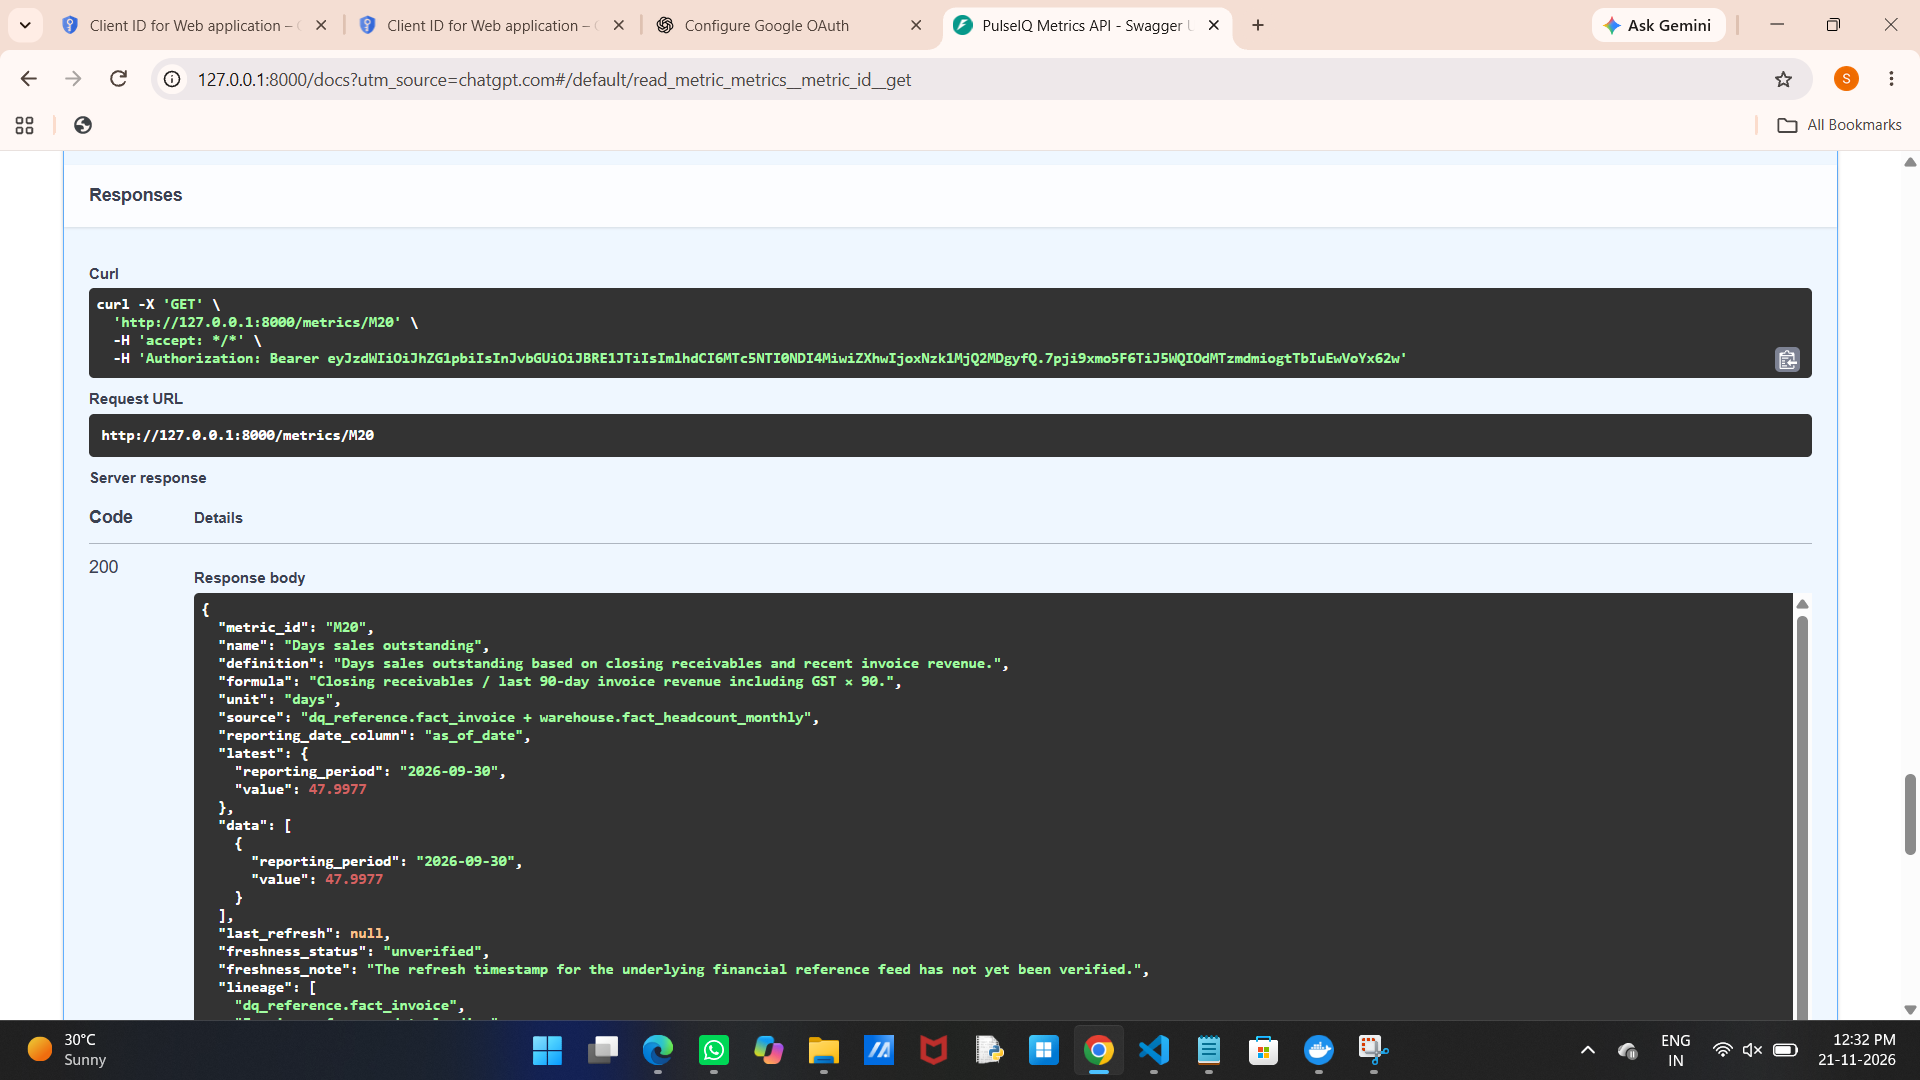 Client ID for Web application –
Client ID for Web application –
Configure Google OAuth
PulseIQ Metrics API - Swagger
Ask Gemini
127.0.0.1:8000/docs?utm_source=chatgpt.com#/default/read_metric_metrics__metric_id__get
S
All Bookmarks
Responses
Curl
curl -X 'GET' \
'http://127.0.0.1:8000/metrics/M20' \
-H 'accept: */*' \
-H 'Authorization: Bearer eyJzdWIiOiJhZG1pbiIsInJvbGUiOiJBRE1JTiIsImlhdCI6MTc5NTI0NDI4MiwiZXhwIjoxNzk1MjQ2MDgyfQ.7pji9xmo5F6TiJ5WQIOdMTzmdmiogtTbIuEwVoYx62w'
Request URL
http://127.0.0.1:8000/metrics/M20
Server response
Code Details
200
Response body
{
"metric_id": "M20",
"name": "Days sales outstanding",
"definition": "Days sales outstanding based on closing receivables and recent invoice revenue.",
"formula": "Closing receivables / last 90-day invoice revenue including GST × 90.",
"unit": "days",
"source": "dq_reference.fact_invoice + warehouse.fact_headcount_monthly",
"reporting_date_column": "as_of_date",
"latest": {
"reporting_period": "2026-09-30",
"value": 47.9977
},
"data": [
{
"reporting_period": "2026-09-30",
"value": 47.9977
}
],
"last_refresh": null,
"freshness_status": "unverified",
"freshness_note": "The refresh timestamp for the underlying financial reference feed has not yet been verified.",
"lineage": [
"dq_reference.fact_invoice",
30°C
Sunny
ENG
IN
12:32 PM
21-11-2026